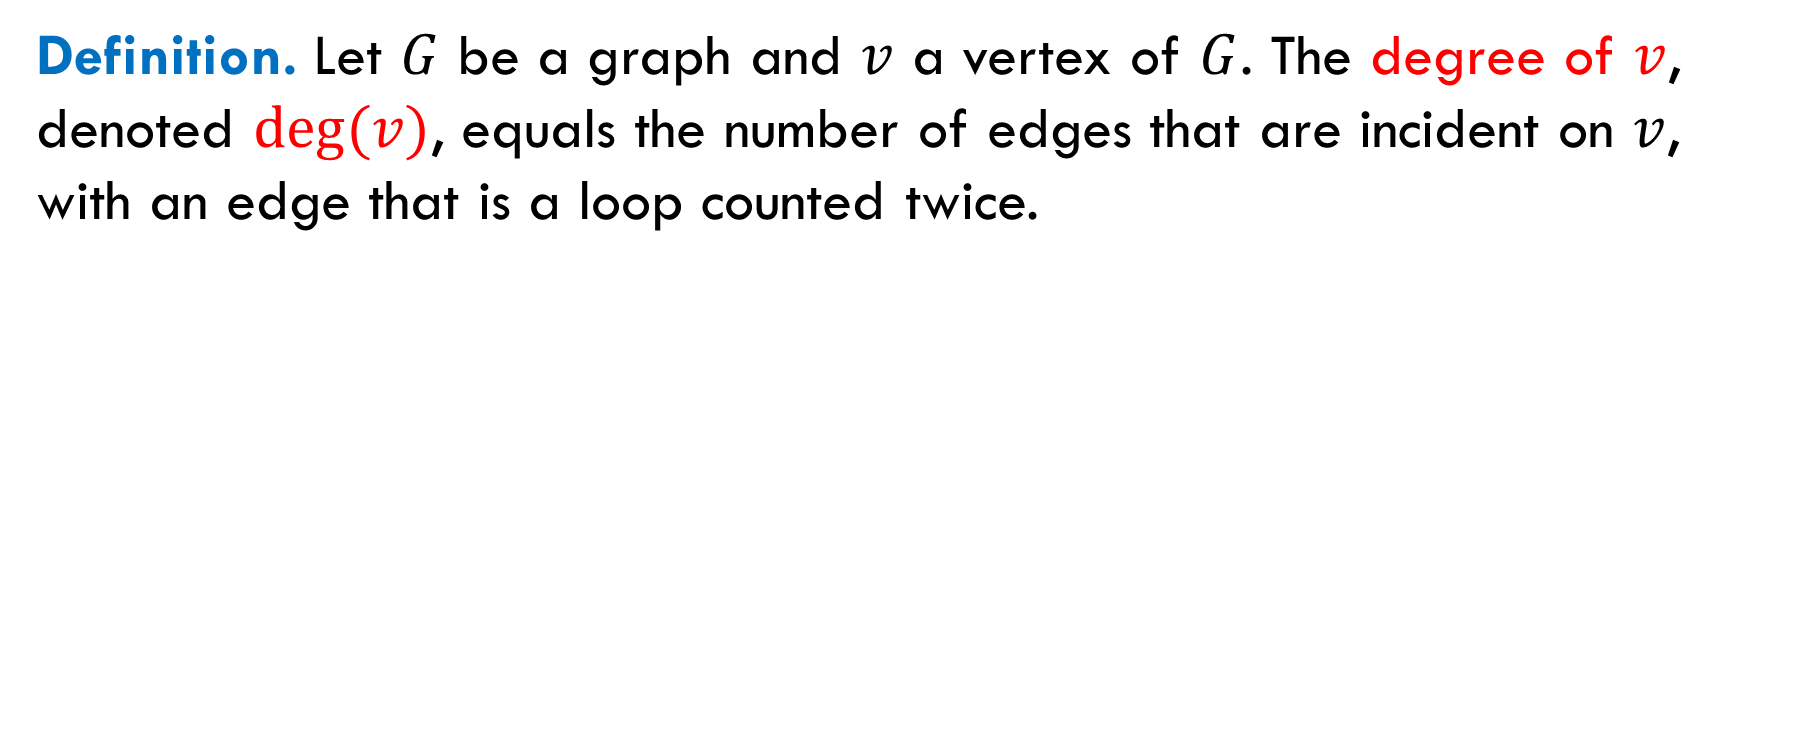 Definition. Let G be a graph and v a vertex of G. The degree of v,
denoted deg(v), equals the number of edges that are incident on v,
with an edge that is a loop counted twice.